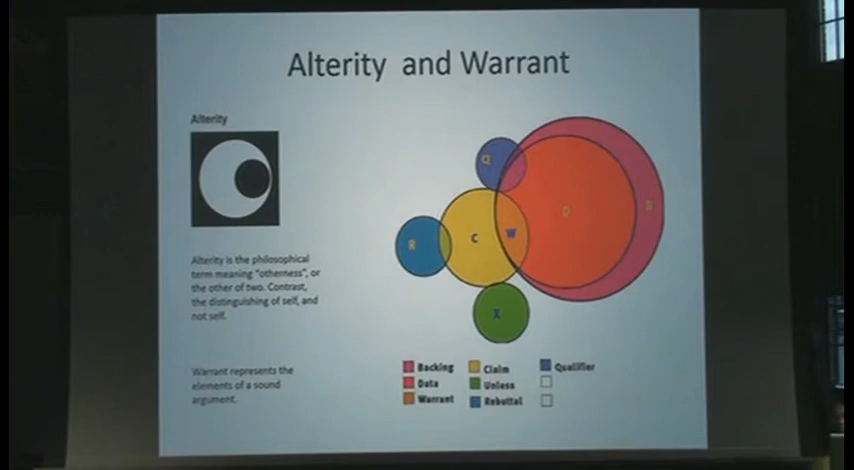 Alterity and Warrant
Alterity
Alterity is the philosophical
term meaning "otherness", or
the other of two. Contrast,
the distinguishing of self, and
not self.
Warrant represents the
elements of a sound
argument.
Q
D
B
R
C
W
X
Backing
Claim
Qualifier
Data
Unless
Warrant
Rebuttal